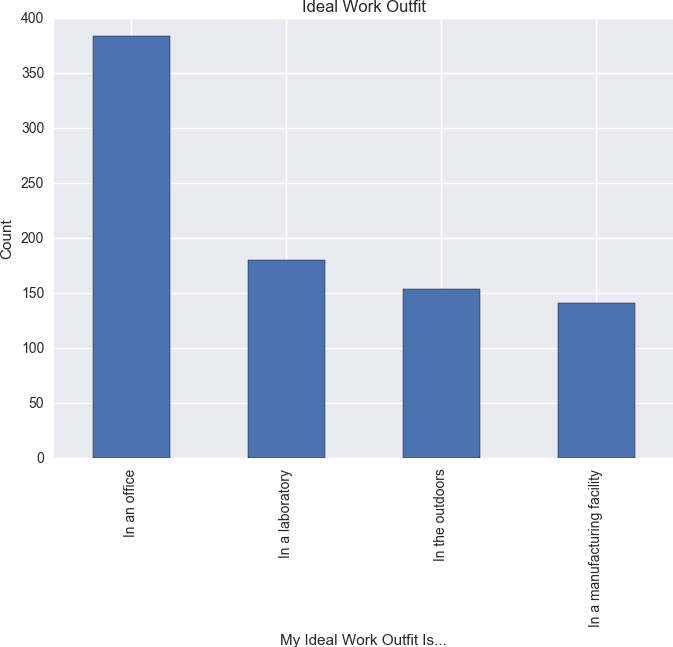 Ideal Work Outfit
400
350
300
250
200
150
100
50
0
Count
In an office
In a laboratory
In the outdoors
In a manufacturing facility
My Ideal Work Outfit Is...